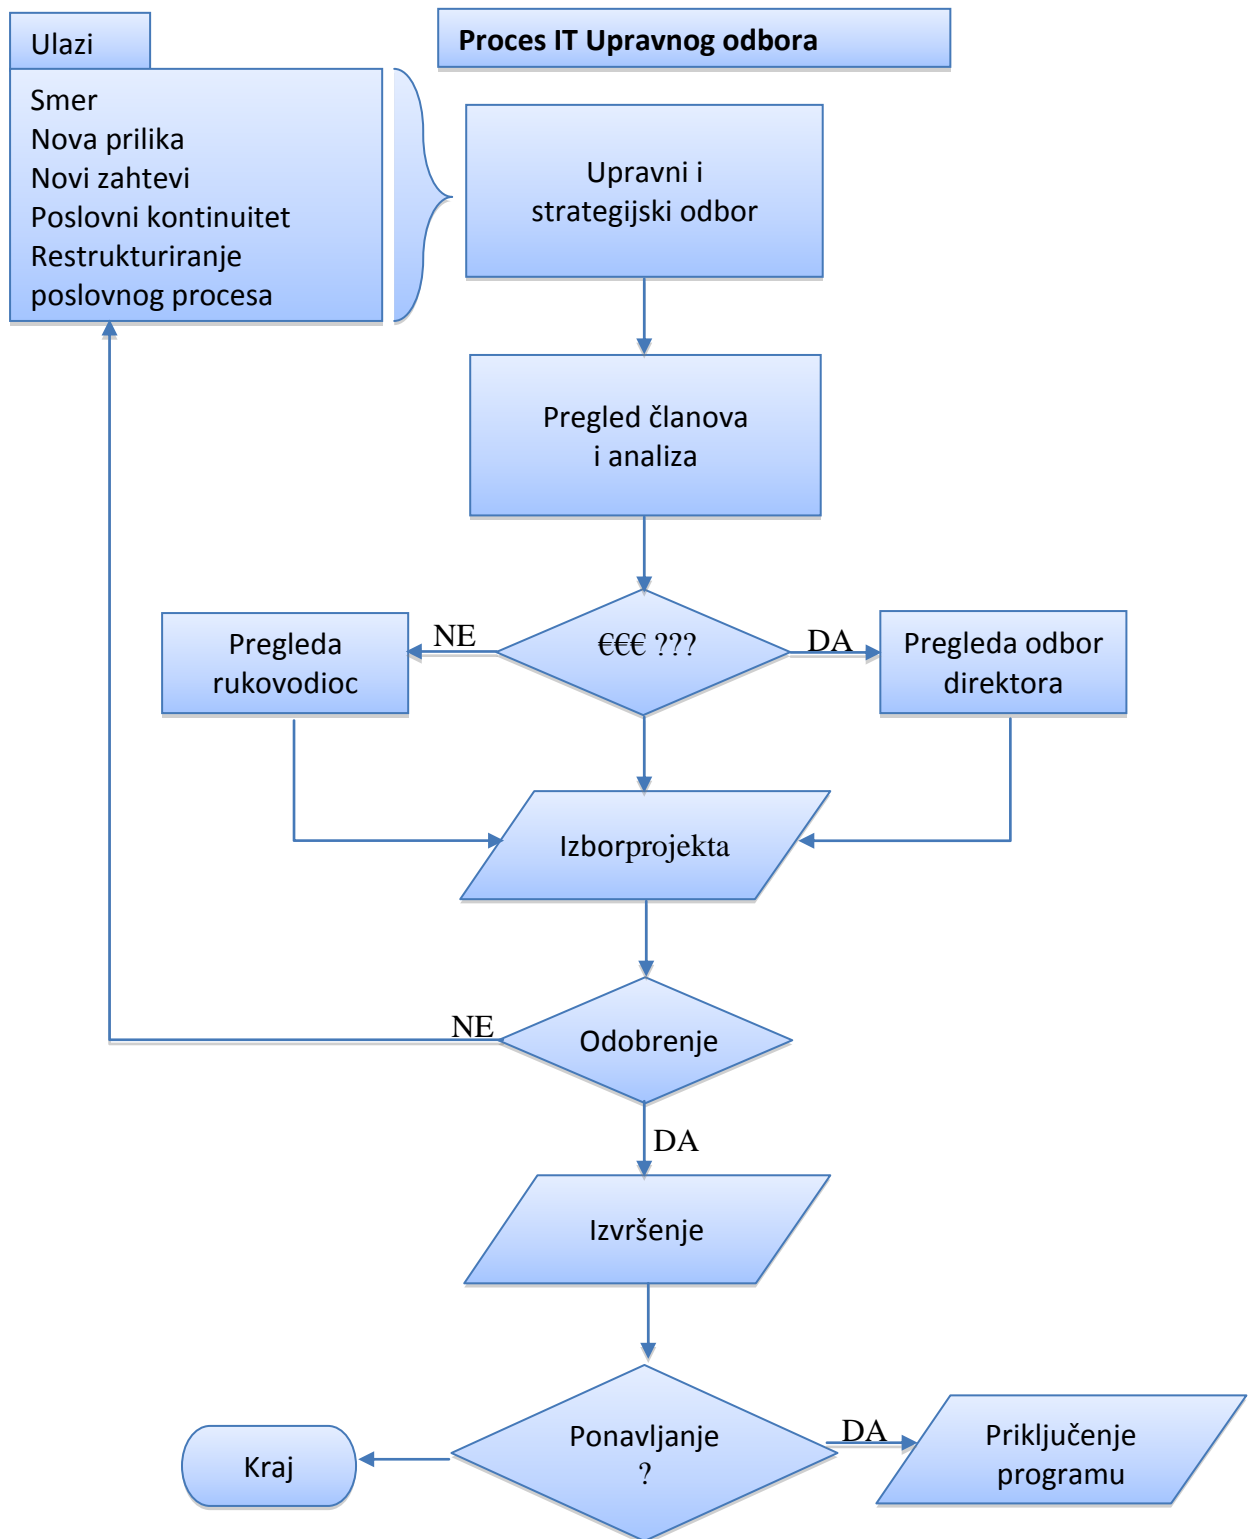 Ulazi
Proces IT Upravnog odbora
Smer
Nova prilika
Novi zahtevi
Poslovni kontinuitet
Restrukturiranje
poslovnog procesa
Upravni i
strategijski odbor
Pregled članova
i analiza
Pregleda
rukovodioc
NE
€€€ ???
DA
Pregleda odbor
direktora
Izborprojekta
NE
Odobrenje
DA
Izvršenje
Kraj
Ponavljanje
?
DA
Priključenje
programu